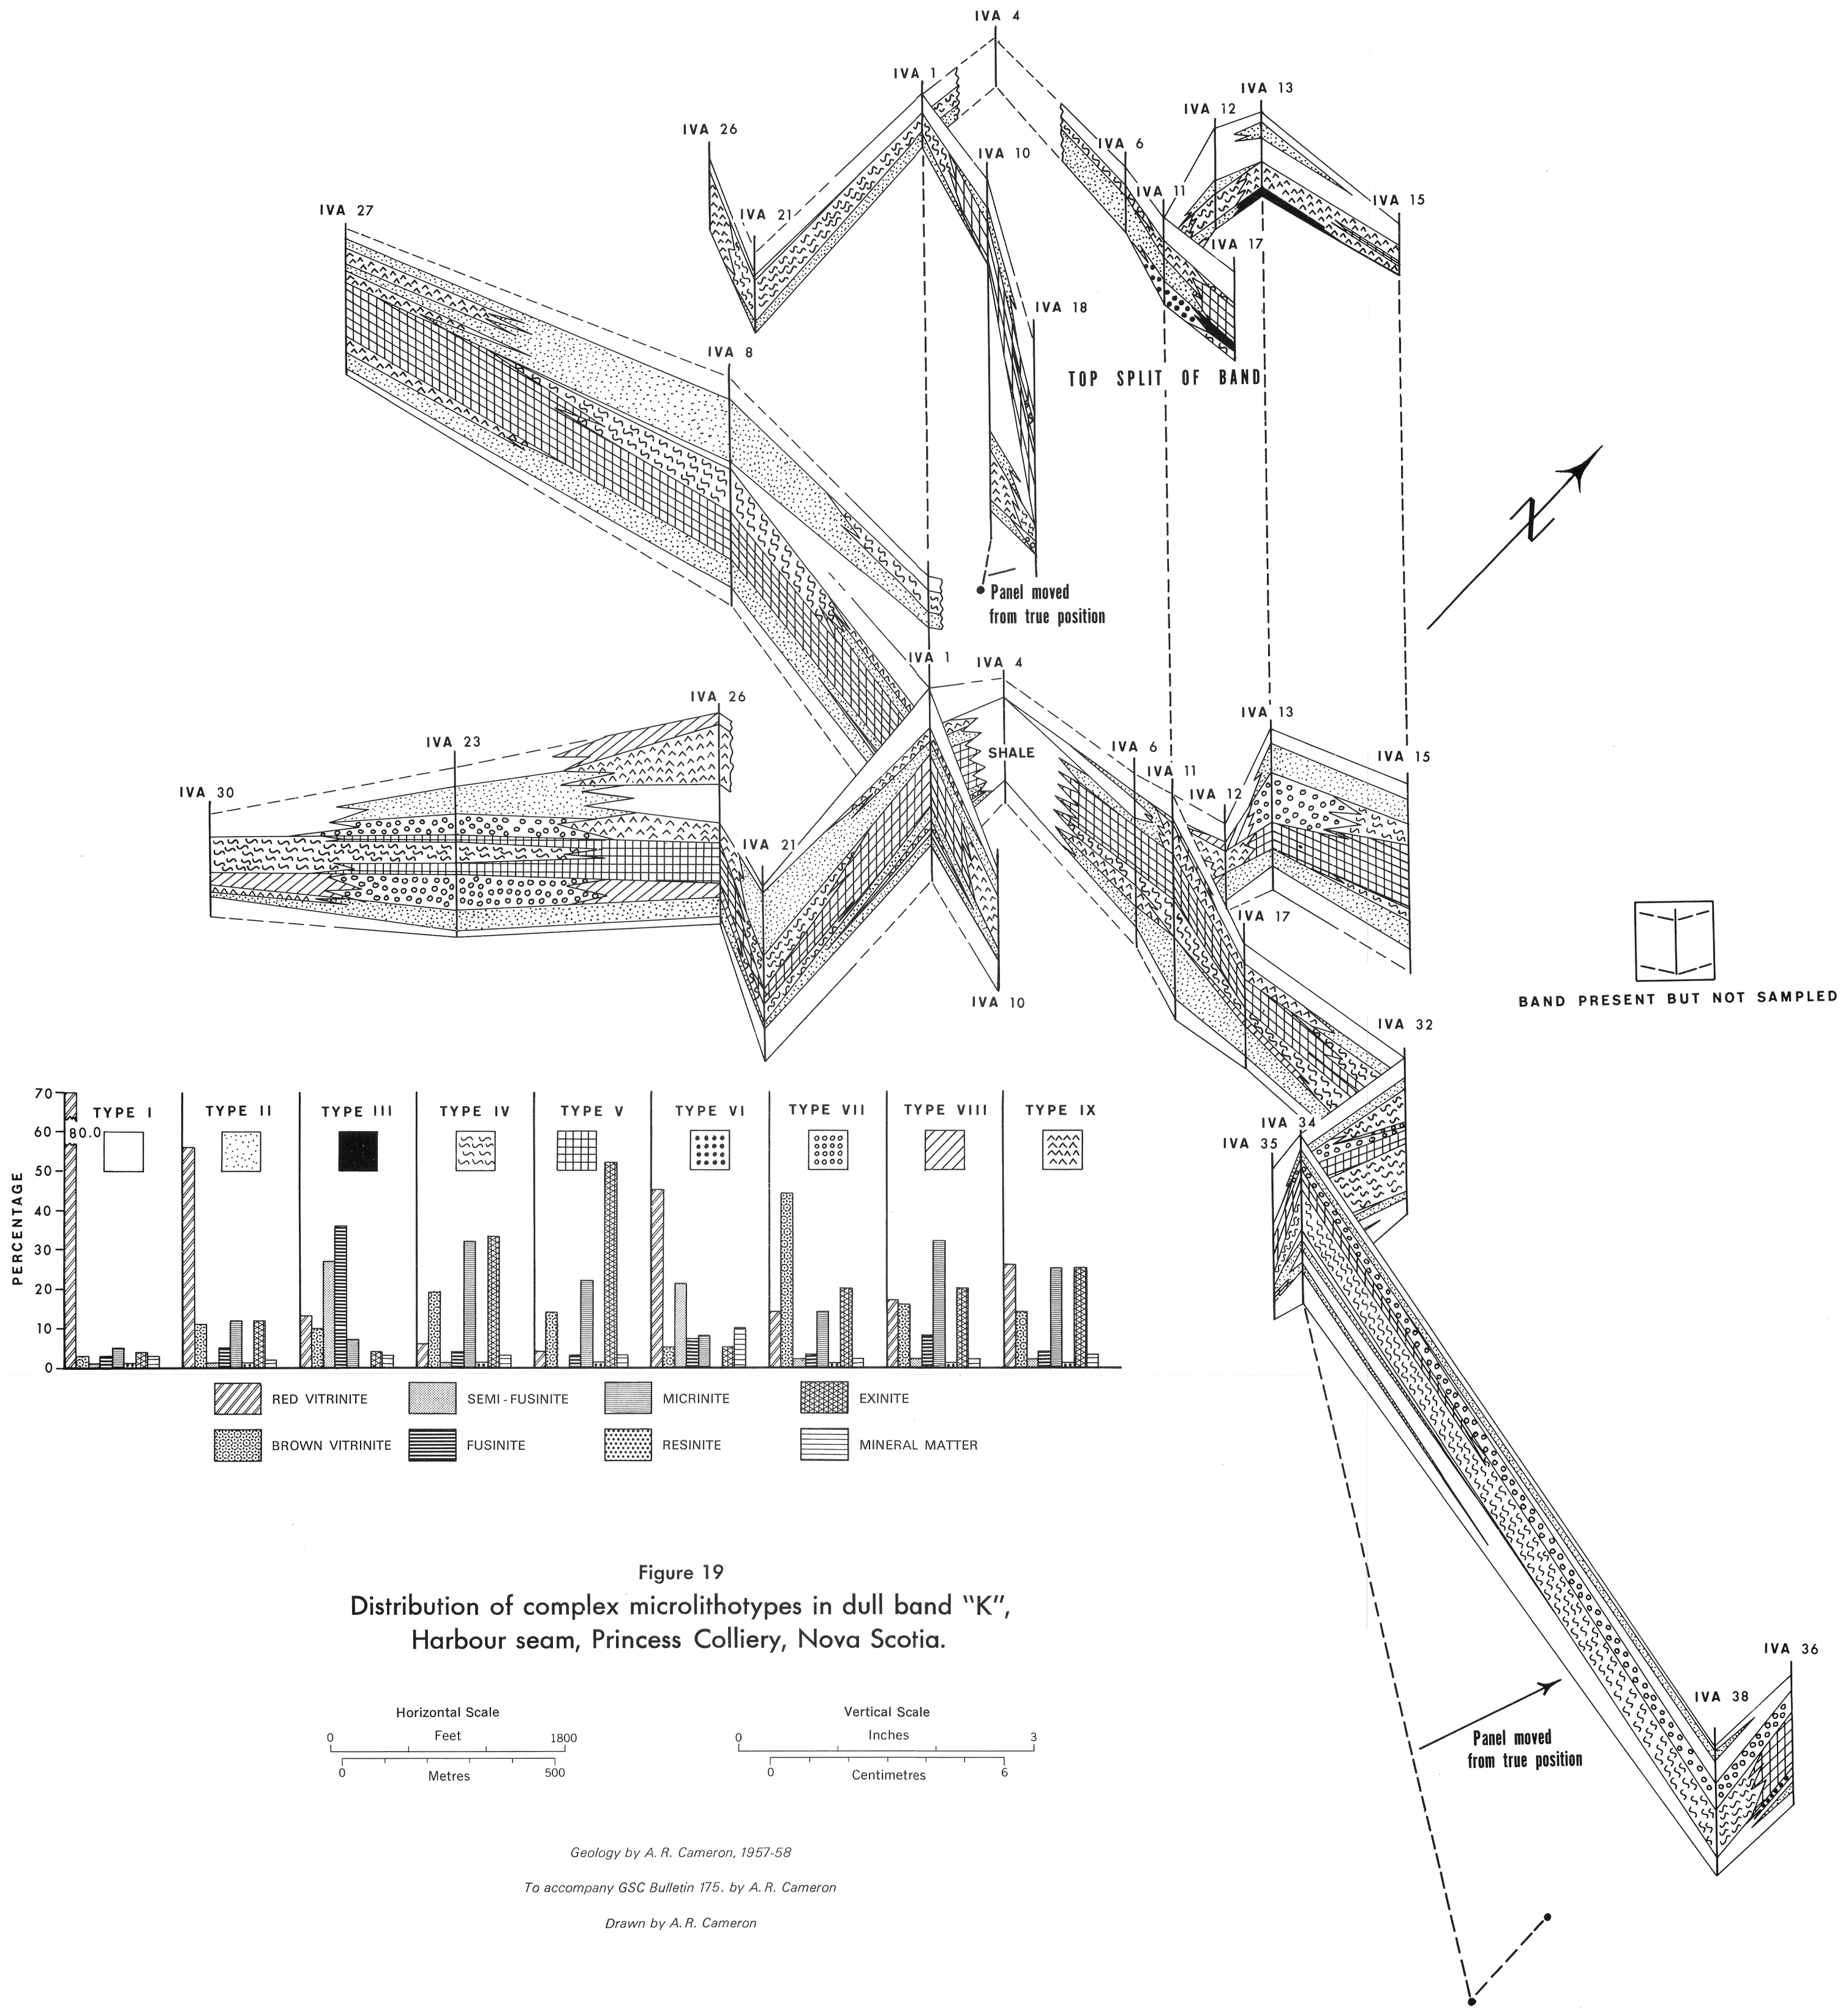 IVA 4
IVA 1
IVA 13
IVA 12
IVA 26
IVA 6
IVA 10
IVA 11
IVA 15
IVA 27
IVA 21
IVA 17
IVA 18
IVA 8
TOP SPLIT OF BAND
N
Panel moved
from true position
IVA 1
IVA 4
IVA 26
IVA 13
IVA 23
IVA 6
SHALE
IVA 15
IVA 11
IVA 30
IVA 12
IVA 21
IVA 17
IVA 10
BAND PRESENT BUT NOT SAMPLED
IVA 32
IVA 34
IVA 35
PERCENTAGE
70
60
50
40
30
20
10
0
80.0
TYPE I
TYPE II
TYPE III
TYPE IV
TYPE V
TYPE VI
TYPE VII
TYPE VIII
TYPE IX
RED VITRINITE
SEMI-FUSINITE
MICRINITE
EXINITE
BROWN VITRINITE
FUSINITE
RESINITE
MINERAL MATTER
Figure 19
Distribution of complex microlithotypes in dull band "K",
Harbour seam, Princess Colliery, Nova Scotia.
IVA 36
IVA 38
Panel moved
from true position
Horizontal Scale
Feet
0 1800
0 500
Metres
Vertical Scale
Inches
0 3
0 6
Centimetres
Geology by A. R. Cameron, 1957-58
To accompany GSC Bulletin 175, by A. R. Cameron
Drawn by A. R. Cameron